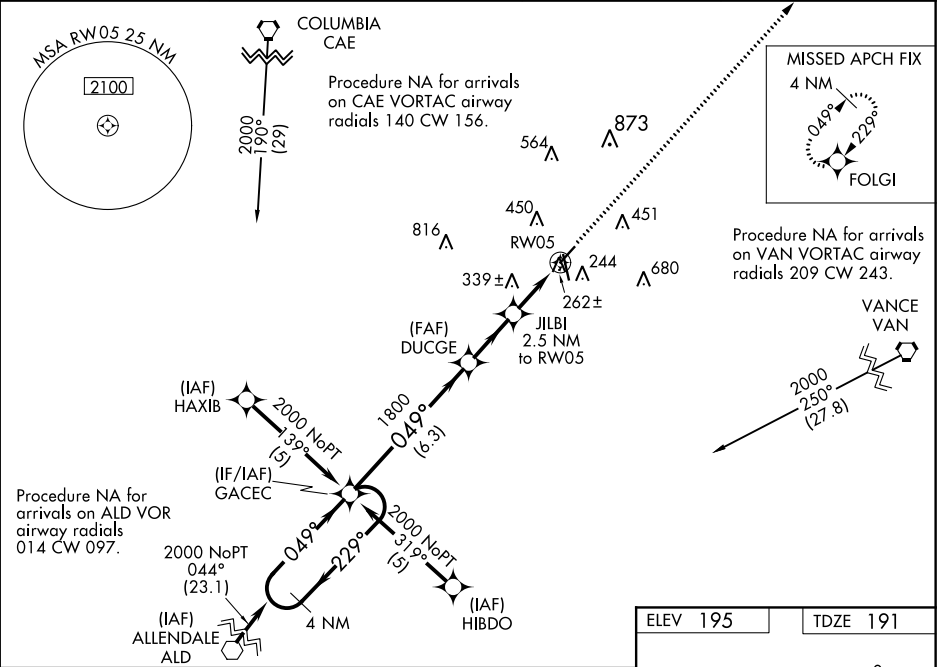 MSA RW05 25 NM
2100
COLUMBIA
CAE
2000
190°
(29)
Procedure NA for arrivals
on CAE VORTAC airway
radials 140 CW 156.
MISSED APCH FIX
4 NM
049°
229°
FOLGI
564
873
450
451
816
RW05
244
680
339±
262±
Procedure NA for arrivals
on VAN VORTAC airway
radials 209 CW 243.
VANCE
VAN
2000
250°
(27.8)
JILBI
2.5 NM
to RW05
(FAF)
DUCGE
1800
049°
(6.3)
(IAF)
HAXIB
2000 NoPT
139°
(5)
(IF/IAF)
GACEC
Procedure NA for
arrivals on ALD VOR
airway radials
014 CW 097.
049°
229°
2000 NoPT
319°
(5)
2000 NoPT
044°
(23.1)
4 NM
(IAF)
HIBDO
(IAF)
ALLENDALE
ALD
ELEV 195
TDZE 191